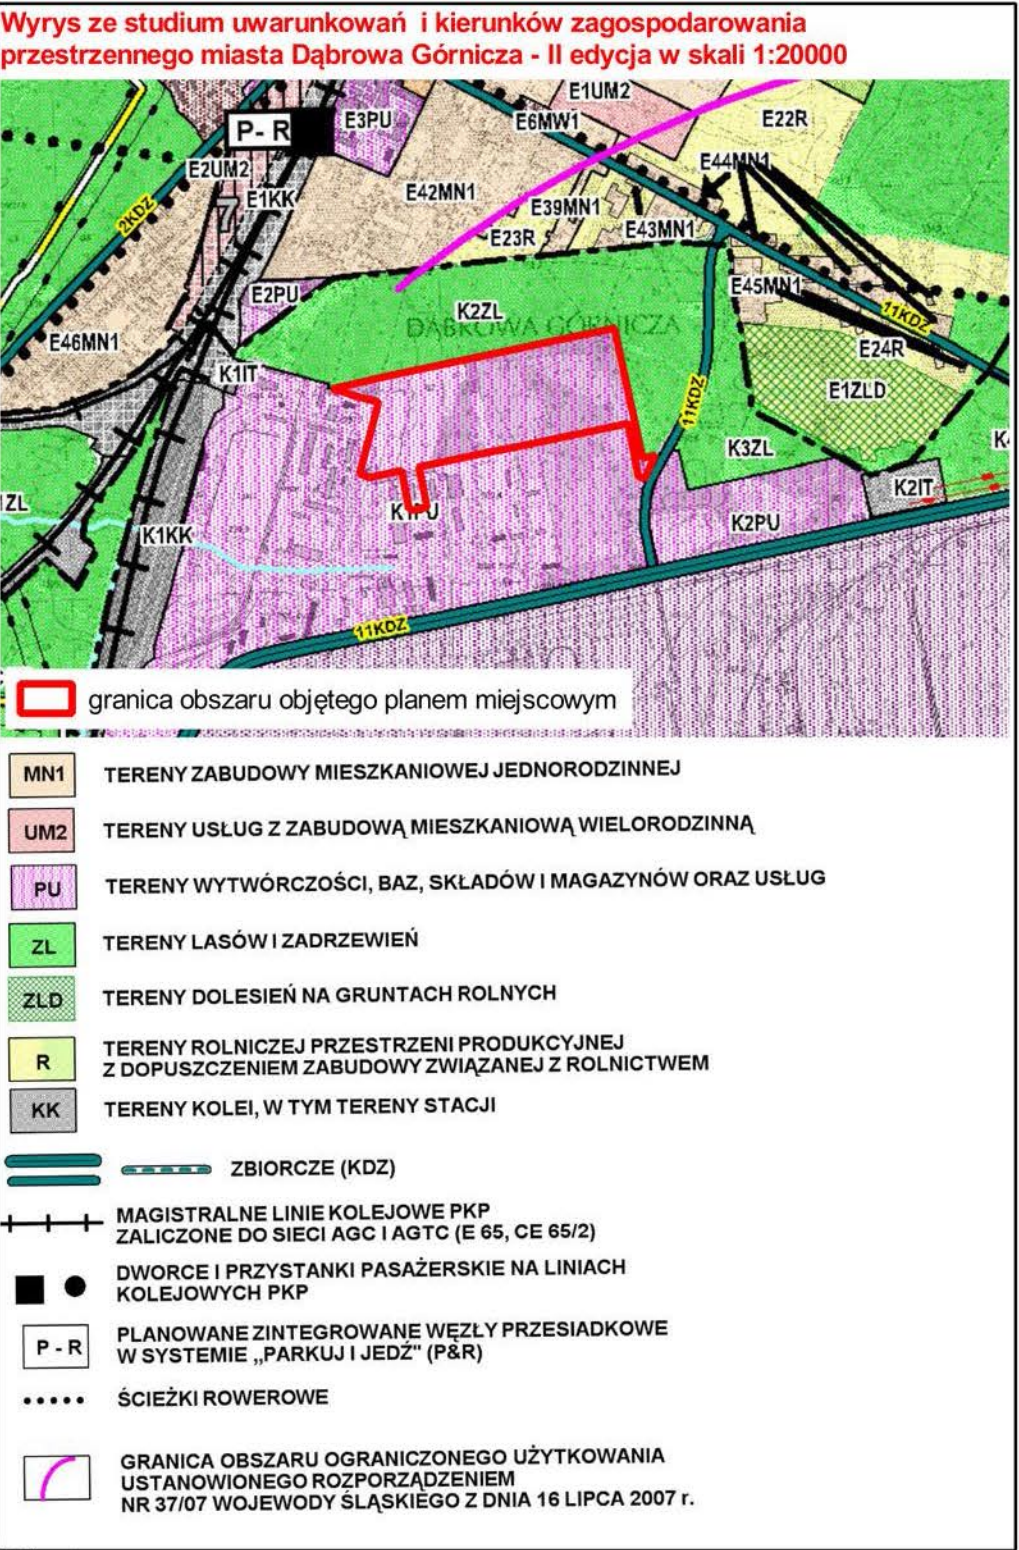 Wyrys ze studium uwarunkowań i kierunków zagospodarowania
przestrzennego miasta Dąbrowa Górnicza - II edycja w skali 1:20000
E1UM2
E3PU
P- R
E6MW1
E22R
E2UM2
E44MN1
E42MN1
E1KK
7
E39MN1
2KDZ
E23R
E43MN1
E2PU
E45MN1
K2ZL
DĄBROWA GÓRNICZA
11KDZ
E46MN1
E24R
K1IT
E1ZLD
11KDZ
K3ZL
K2IT
1ZL
K1PU
K2PU
K1KK
11KDZ
granica obszaru objętego planem miejscowym
MN1 TERENY ZABUDOWY MIESZKANIOWEJ JEDNORODZINNEJ
UM2 TERENY USŁUG Z ZABUDOWĄ MIESZKANIOWĄ WIELORODZINNĄ
PU TERENY WYTWÓRCZOŚCI, BAZ, SKŁADÓW I MAGAZYNÓW ORAZ USŁUG
ZL TERENY LASÓW I ZADRZEWIEŃ
ZLD TERENY DOLESIEŃ NA GRUNTACH ROLNYCH
R TERENY ROLNICZEJ PRZESTRZENI PRODUKCYJNEJ
Z DOPUSZCZENIEM ZABUDOWY ZWIĄZANEJ Z ROLNICTWEM
KK TERENY KOLEI, W TYM TERENY STACJI
ZBIORCZE (KDZ)
MAGISTRALNE LINIE KOLEJOWE PKP
ZALICZONE DO SIECI AGC I AGTC (E 65, CE 65/2)
DWORCE I PRZYSTANKI PASAŻERSKIE NA LINIACH
KOLEJOWYCH PKP
P - R PLANOWANE ZINTEGROWANE WĘZŁY PRZESIADKOWE
W SYSTEMIE „PARKUJ I JEDŹ" (P&R)
ŚCIEŻKI ROWEROWE
GRANICA OBSZARU OGRANICZONEGO UŻYTKOWANIA
USTANOWIONEGO ROZPORZĄDZENIEM
NR 37/07 WOJEWODY ŚLĄSKIEGO Z DNIA 16 LIPCA 2007 r.